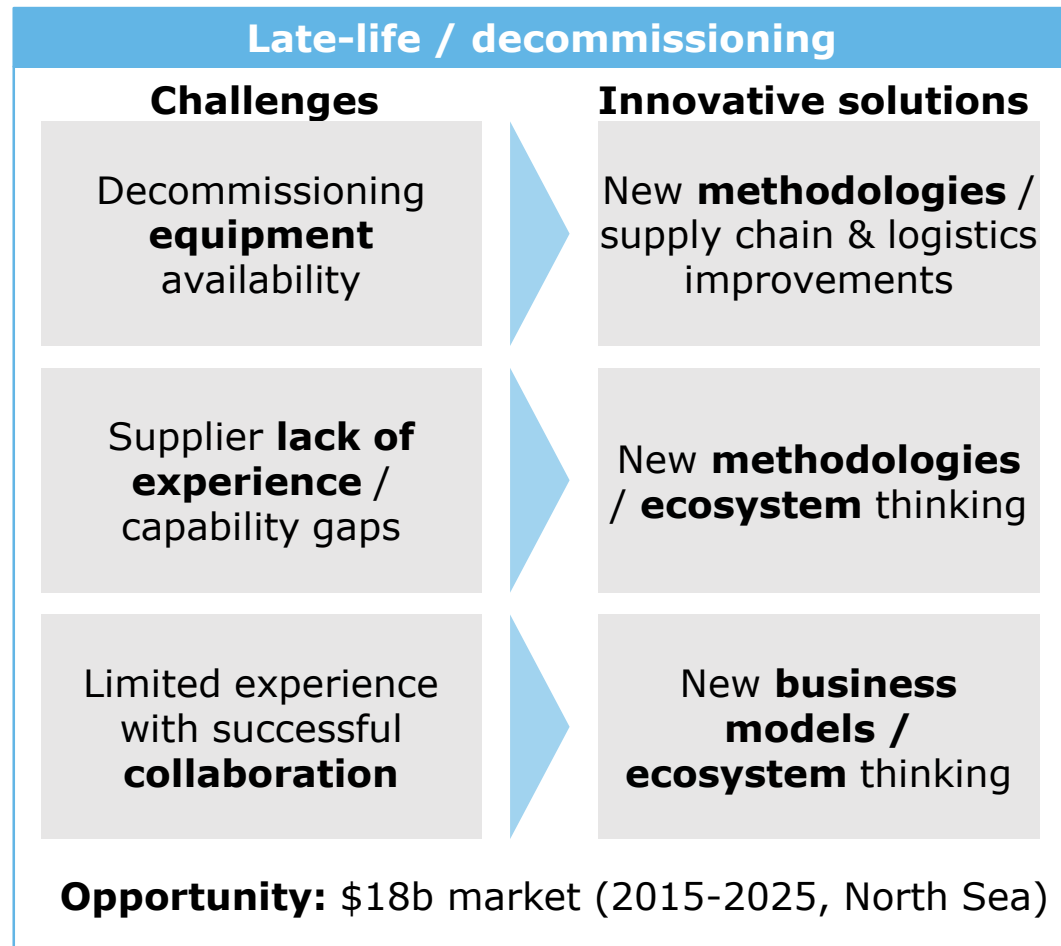 Late-life / decommissioning
Challenges
Innovative solutions
Decommissioning
equipment
availability
New methodologies /
supply chain & logistics
improvements
Supplier lack of
experience /
capability gaps
New methodologies
/ ecosystem thinking
Limited experience
with successful
collaboration
New business
models /
ecosystem thinking
Opportunity: $18b market (2015-2025, North Sea)